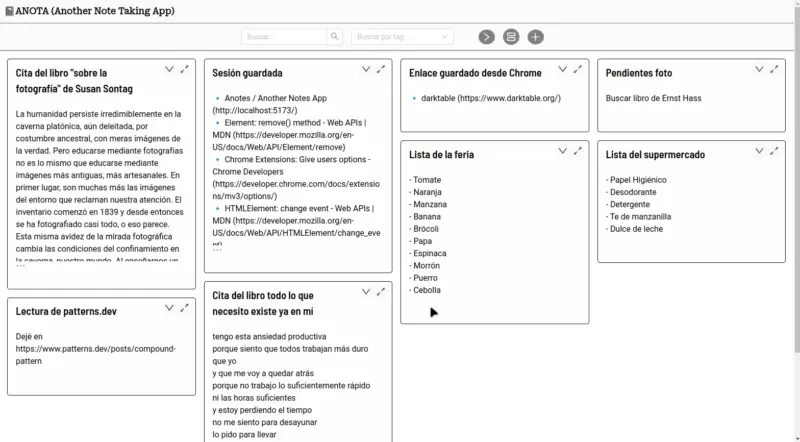 ANOTA (Another Note Taking App)
Buscar...
Buscar por tag...
Cita del libro "sobre la
fotografía" de Susan Sontag
La humanidad persiste irredimiblemente en la
caverna platónica, aún deleitada, por
costumbre ancestral, con meras imágenes de
la verdad. Pero educarse mediante fotografías
no es lo mismo que educarse mediante
imágenes más antiguas, más artesanales. En
primer lugar, son muchas más las imágenes
del entorno que reclaman nuestra atención. El
inventario comenzó en 1839 y desde entonces
se ha fotografiado casi todo, o eso parece.
Esta misma avidez de la mirada fotográfica
cambia las condiciones del confinamiento en
la caverna, nuestro mundo. Al enseñarnos un
...
Lectura de patterns.dev
Dejé en
https://www.patterns.dev/posts/compound-
pattern
Sesión guardada
Anotes / Another Notes App
(http://localhost:5173/)
Element: remove() method - Web APIs |
MDN (https://developer.mozilla.org/en-
US/docs/Web/API/Element/remove)
Chrome Extensions: Give users options -
Chrome Developers
(https://developer.chrome.com/docs/extensio
ns/mv3/options/)
HTMLElement: change event - Web APIs |
MDN (https://developer.mozilla.org/en-
US/docs/Web/API/HTMLElement/change_eve
nt)
...
Cita del libro todo lo que
necesito existe ya en mí
tengo esta ansiedad productiva
porque siento que todos trabajan más duro
que yo
y que me voy a quedar atrás
porque no trabajo lo suficientemente rápido
ni las horas suficientes
y estoy perdiendo el tiempo
no me siento para desayunar
lo pido para llevar
Enlace guardado desde Chrome
darktable (https://www.darktable.org/)
Lista de la feria
- Tomate
- Naranja
- Manzana
- Banana
- Brócoli
- Papa
- Espinaca
- Morrón
- Puerro
- Cebolla
Pendientes foto
Buscar libro de Ernst Hass
Lista del supermercado
- Papel Higiénico
- Desodorante
- Detergente
- Te de manzanilla
- Dulce de leche